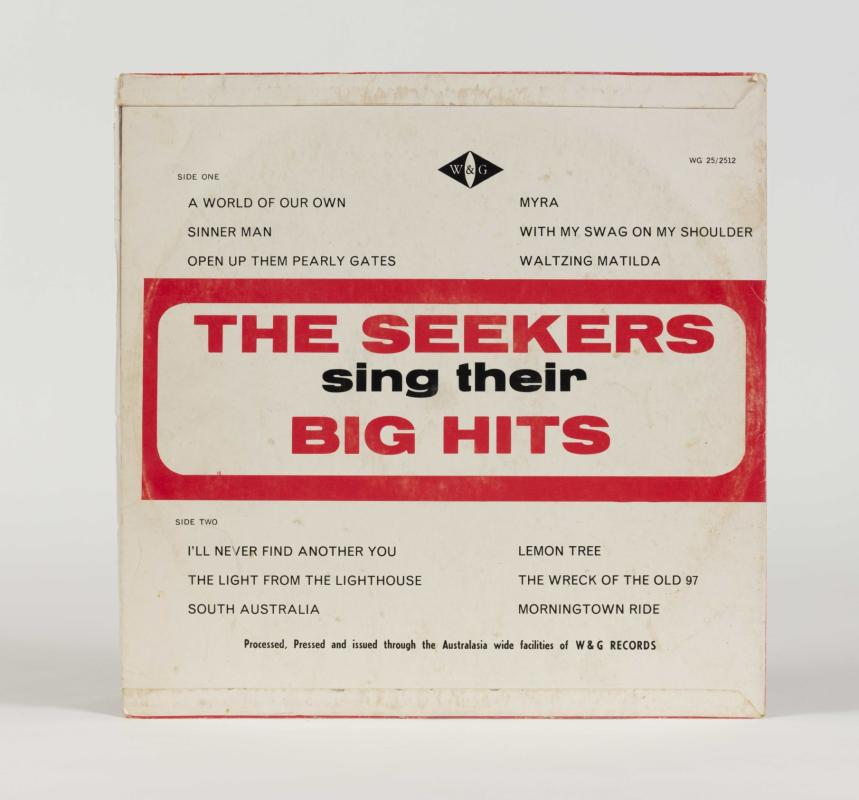 W&G
WG 25/2512
SIDE ONE
A WORLD OF OUR OWN
SINNER MAN
OPEN UP THEM PEARLY GATES
MYRA
WITH MY SWAG ON MY SHOULDER
WALTZING MATILDA
THE SEEKERS
sing their
BIG HITS
SIDE TWO
I'LL NEVER FIND ANOTHER YOU
THE LIGHT FROM THE LIGHTHOUSE
SOUTH AUSTRALIA
LEMON TREE
THE WRECK OF THE OLD 97
MORNINGTOWN RIDE
Processed, Pressed and issued through the Australasia wide facilities of W&G RECORDS